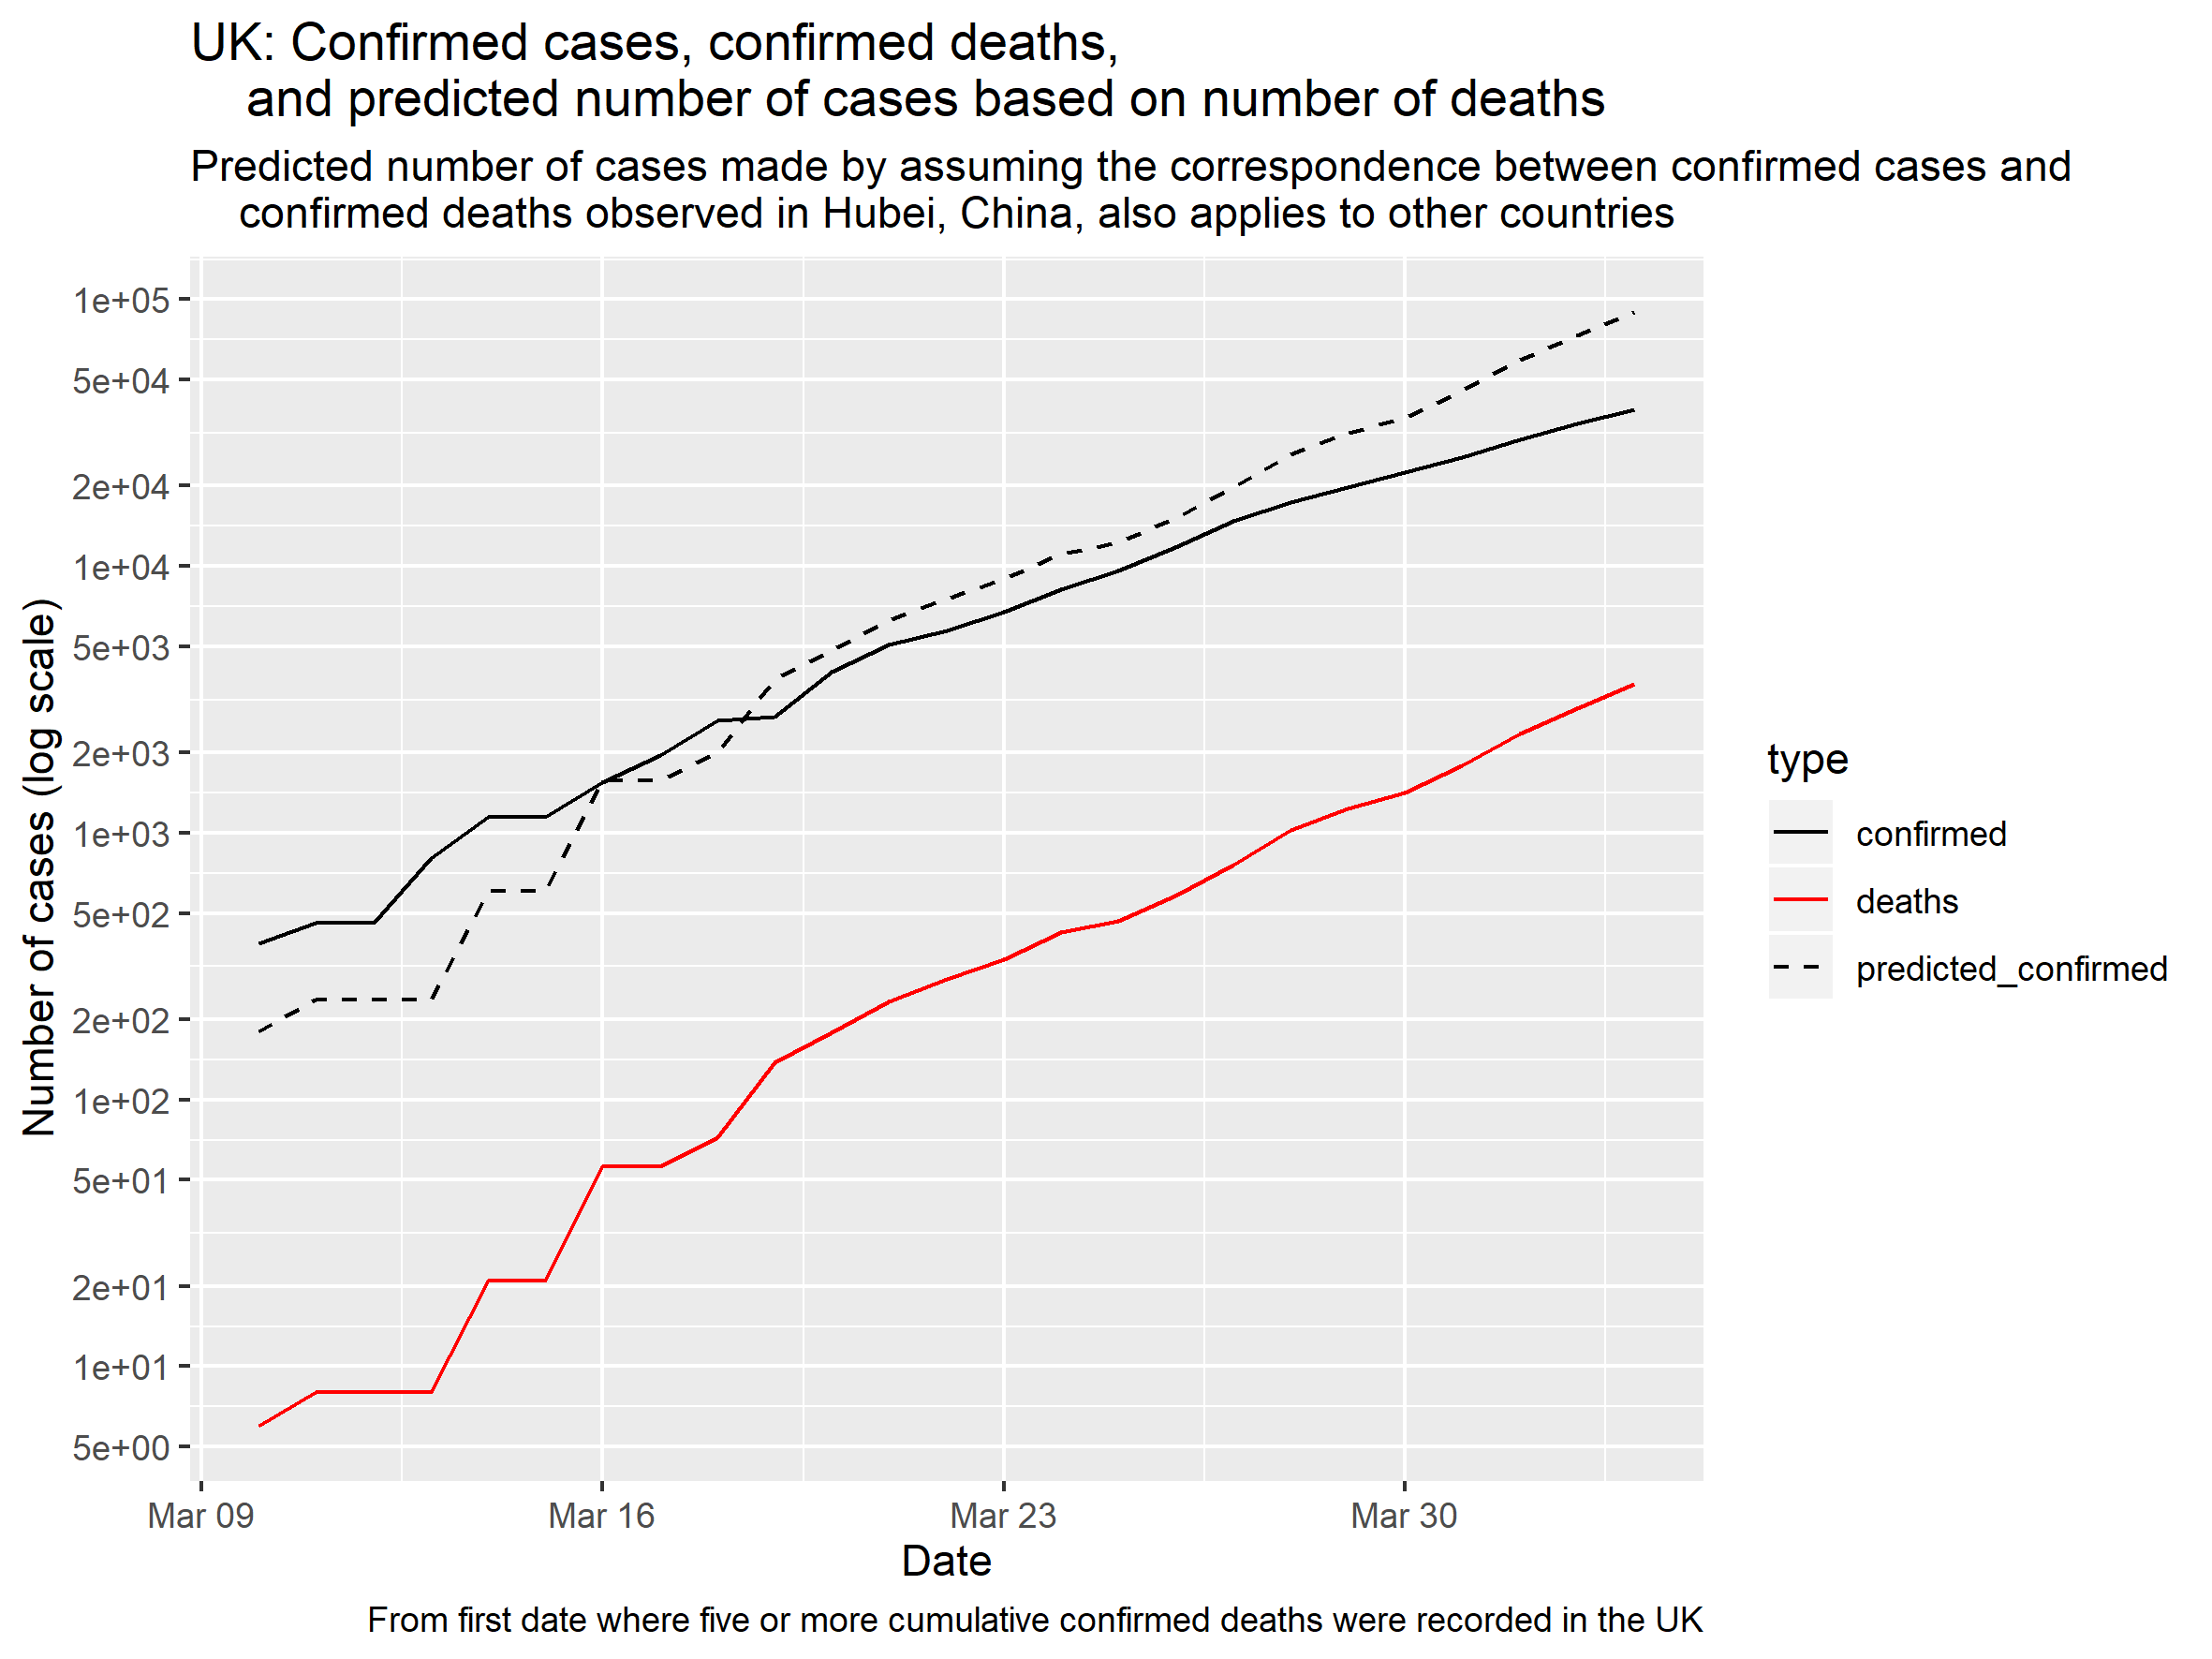 UK: Confirmed cases, confirmed deaths,
and predicted number of cases based on number of deaths
Predicted number of cases made by assuming the correspondence between confirmed cases and
confirmed deaths observed in Hubei, China, also applies to other countries
1e+05
5e+04
2e+04
1e+04
5e+03
2e+03
1e+03
5e+02
2e+02
1e+02
5e+01
2e+01
1e+01
5e+00
Number of cases (log scale)
Mar 09
Mar 16
Mar 23
Mar 30
Date
type
confirmed
deaths
predicted_confirmed
From first date where five or more cumulative confirmed deaths were recorded in the UK